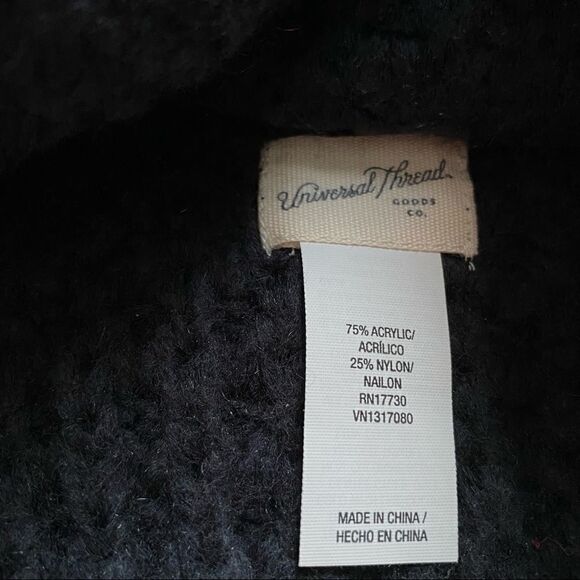 Universal Thread
GOODS
CO.
75% ACRYLIC/
ACRÍLICO
25% NYLON/
NAILON
RN17730
VN1317080
MADE IN CHINA /
HECHO EN CHINA